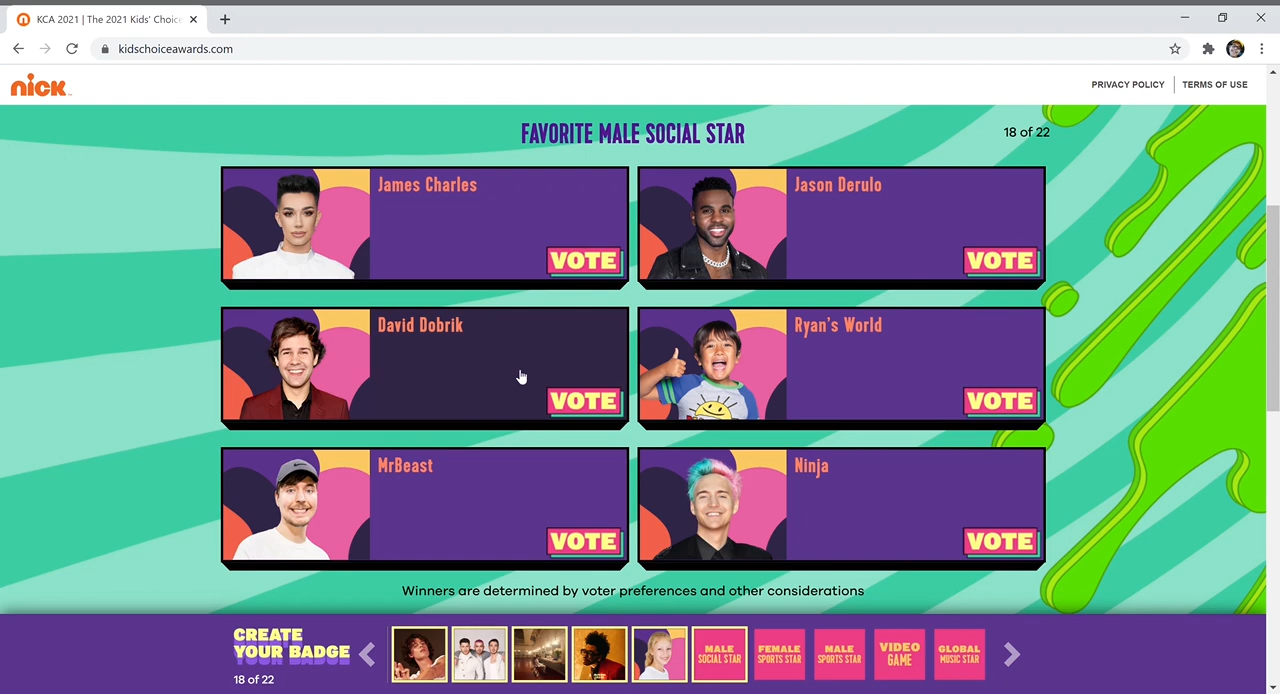 KCA 2021 | The 2021 Kids' Choice
kidschoiceawards.com
nick
PRIVACY POLICY
TERMS OF USE
FAVORITE MALE SOCIAL STAR
18 of 22
James Charles
VOTE
Jason Derulo
VOTE
David Dobrik
VOTE
Ryan's World
VOTE
MrBeast
VOTE
Ninja
VOTE
Winners are determined by voter preferences and other considerations
CREATE
YOUR BADGE
18 of 22
MALE
SOCIAL STAR
FEMALE
SPORTS STAR
MALE
SPORTS STAR
VIDEO
GAME
GLOBAL
MUSIC STAR